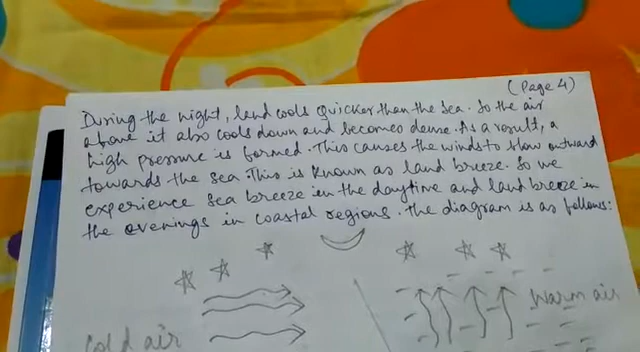 (Page 4)
During the night, land cools quicker than the sea. So the air
above it also cools down and becomes dense. As a result, a
high pressure is formed. This causes the winds to flow outward
towards the sea. This is known as land breeze. So we
experience sea breeze in the daytime and land breeze in
the evenings in coastal regions. The diagram is as follows:
Warm air
Cold air